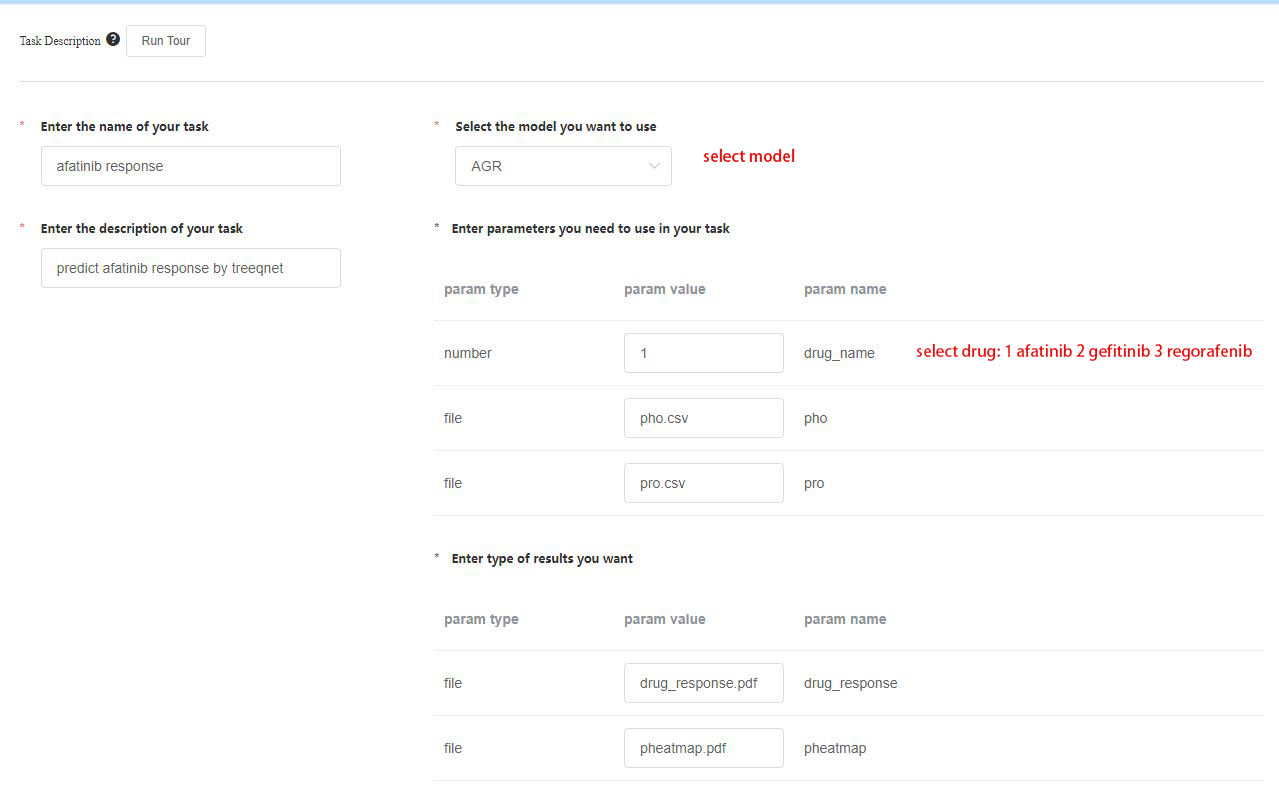 Task Description ? Run Tour
* Enter the name of your task
afatinib response
* Enter the description of your task
predict afatinib response by treeqnet
* Select the model you want to use
AGR
select model
* Enter parameters you need to use in your task
param type param value param name
number 1 drug_name select drug: 1 afatinib 2 gefitinib 3 regorafenib
file pho.csv pho
file pro.csv pro
* Enter type of results you want
param type param value param name
file drug_response.pdf drug_response
file pheatmap.pdf pheatmap